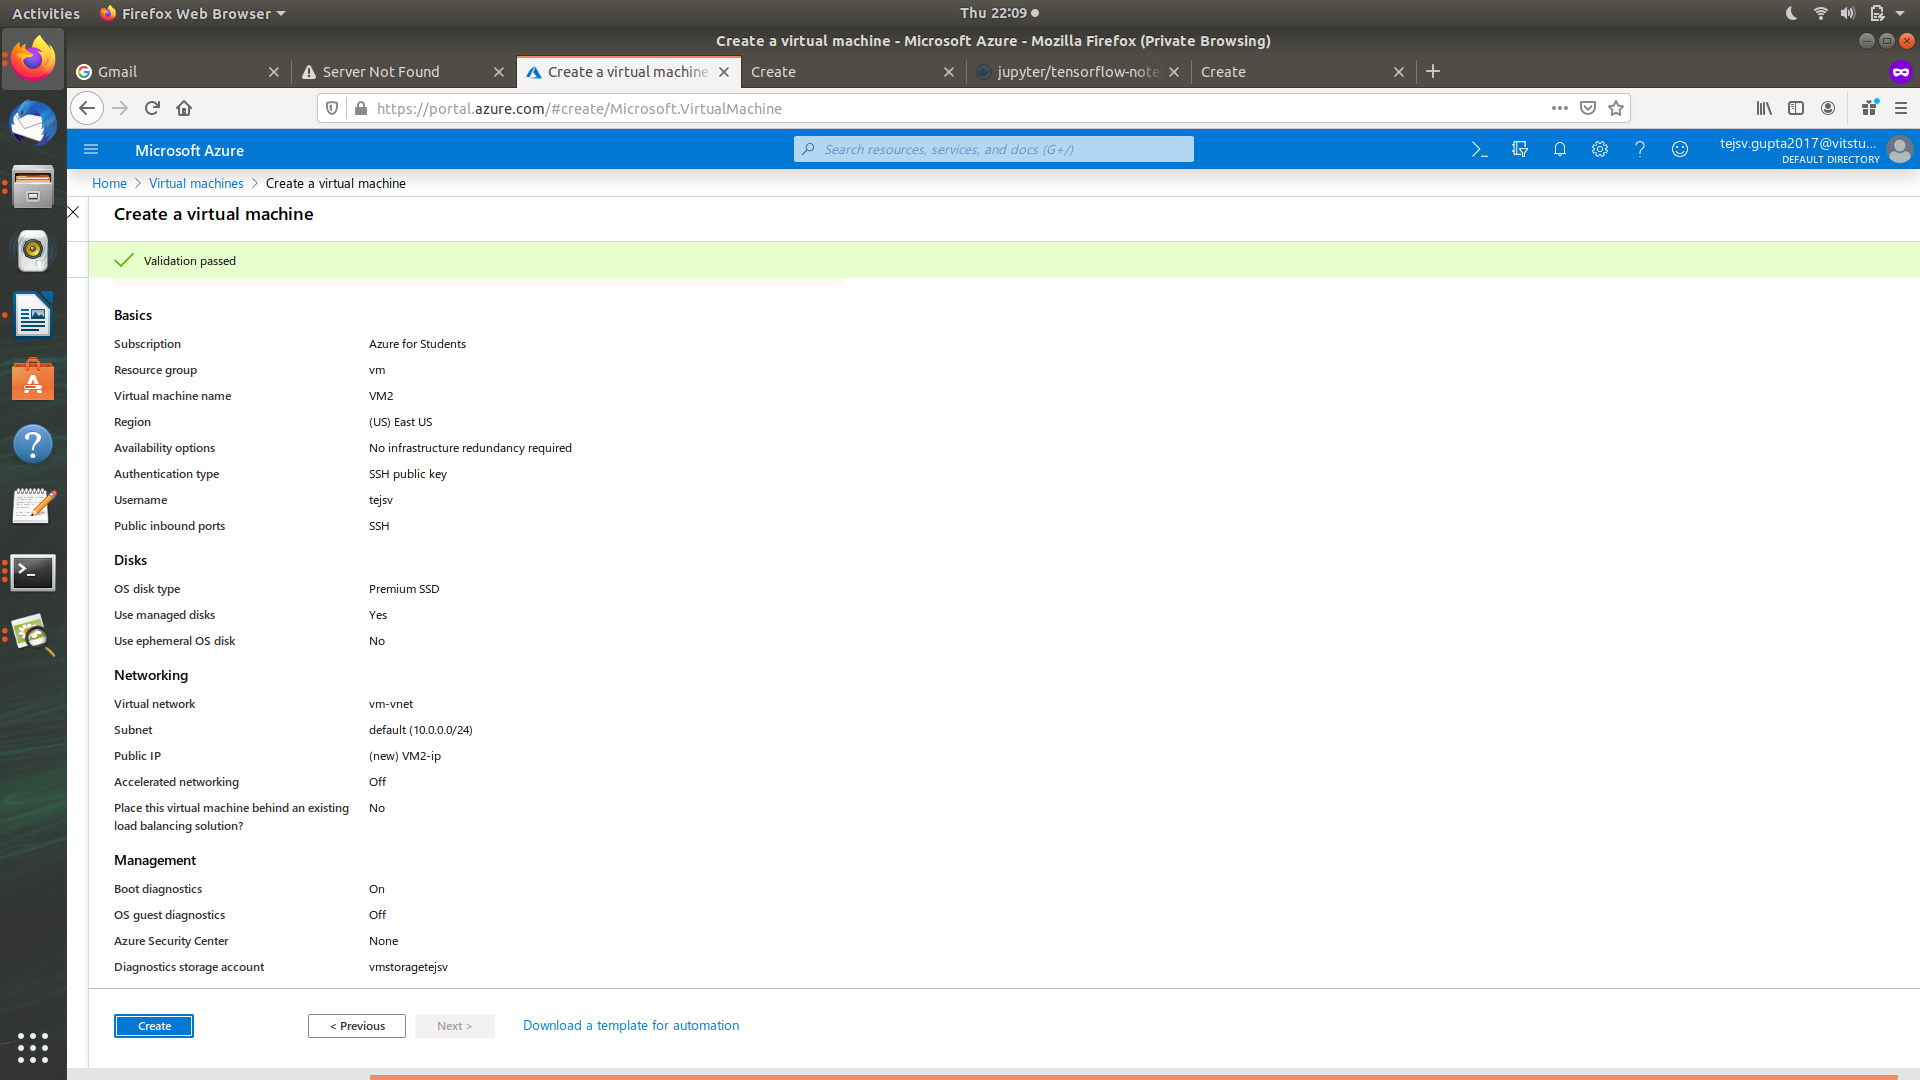 Activities
Firefox Web Browser
Thu 22:09
Create a virtual machine - Microsoft Azure - Mozilla Firefox (Private Browsing)
Gmail
Server Not Found
Create a virtual machine
Create
jupyter/tensorflow-note
Create
https://portal.azure.com/#create/Microsoft.VirtualMachine
Microsoft Azure
Search resources, services, and docs (G+/)
tejsv.gupta2017@vitstu...
DEFAULT DIRECTORY
Home > Virtual machines > Create a virtual machine
Create a virtual machine
Validation passed
Basics
Subscription Azure for Students
Resource group vm
Virtual machine name VM2
Region (US) East US
Availability options No infrastructure redundancy required
Authentication type SSH public key
Username tejsv
Public inbound ports SSH
Disks
OS disk type Premium SSD
Use managed disks Yes
Use ephemeral OS disk No
Networking
Virtual network vm-vnet
Subnet default (10.0.0.0/24)
Public IP (new) VM2-ip
Accelerated networking Off
Place this virtual machine behind an existing No
load balancing solution?
Management
Boot diagnostics On
OS guest diagnostics Off
Azure Security Center None
Diagnostics storage account vmstoragetejsv
Create
< Previous
Next >
Download a template for automation